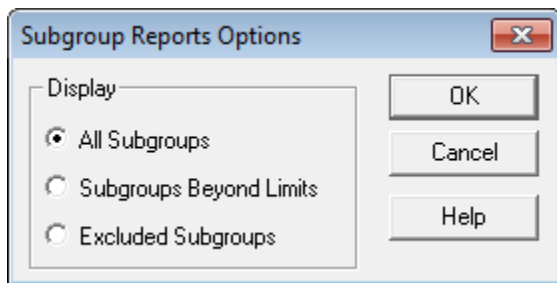 Subgroup Reports Options
Display
All Subgroups
Subgroups Beyond Limits
Excluded Subgroups
OK
Cancel
Help